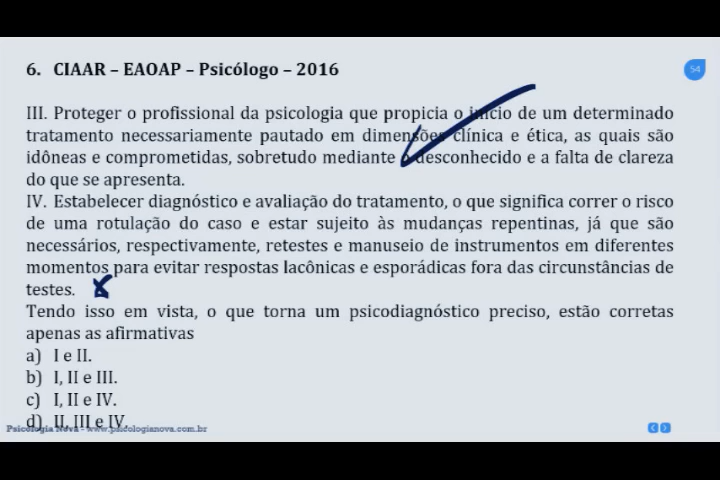 6. CIAAR – EAOAP – Psicólogo – 2016
54
III. Proteger o profissional da psicologia que propicia o início de um determinado
tratamento necessariamente pautado em dimensões clínica e ética, as quais são
idôneas e comprometidas, sobretudo mediante o desconhecido e a falta de clareza
do que se apresenta.
IV. Estabelecer diagnóstico e avaliação do tratamento, o que significa correr o risco
de uma rotulação do caso e estar sujeito às mudanças repentinas, já que são
necessários, respectivamente, retestes e manuseio de instrumentos em diferentes
momentos para evitar respostas lacônicas e esporádicas fora das circunstâncias de
testes.
Tendo isso em vista, o que torna um psicodiagnóstico preciso, estão corretas
apenas as afirmativas
a) I e II.
b) I, II e III.
c) I, II e IV.
d) II, III e IV.
Psicologia Nova - www.psicologianova.com.br